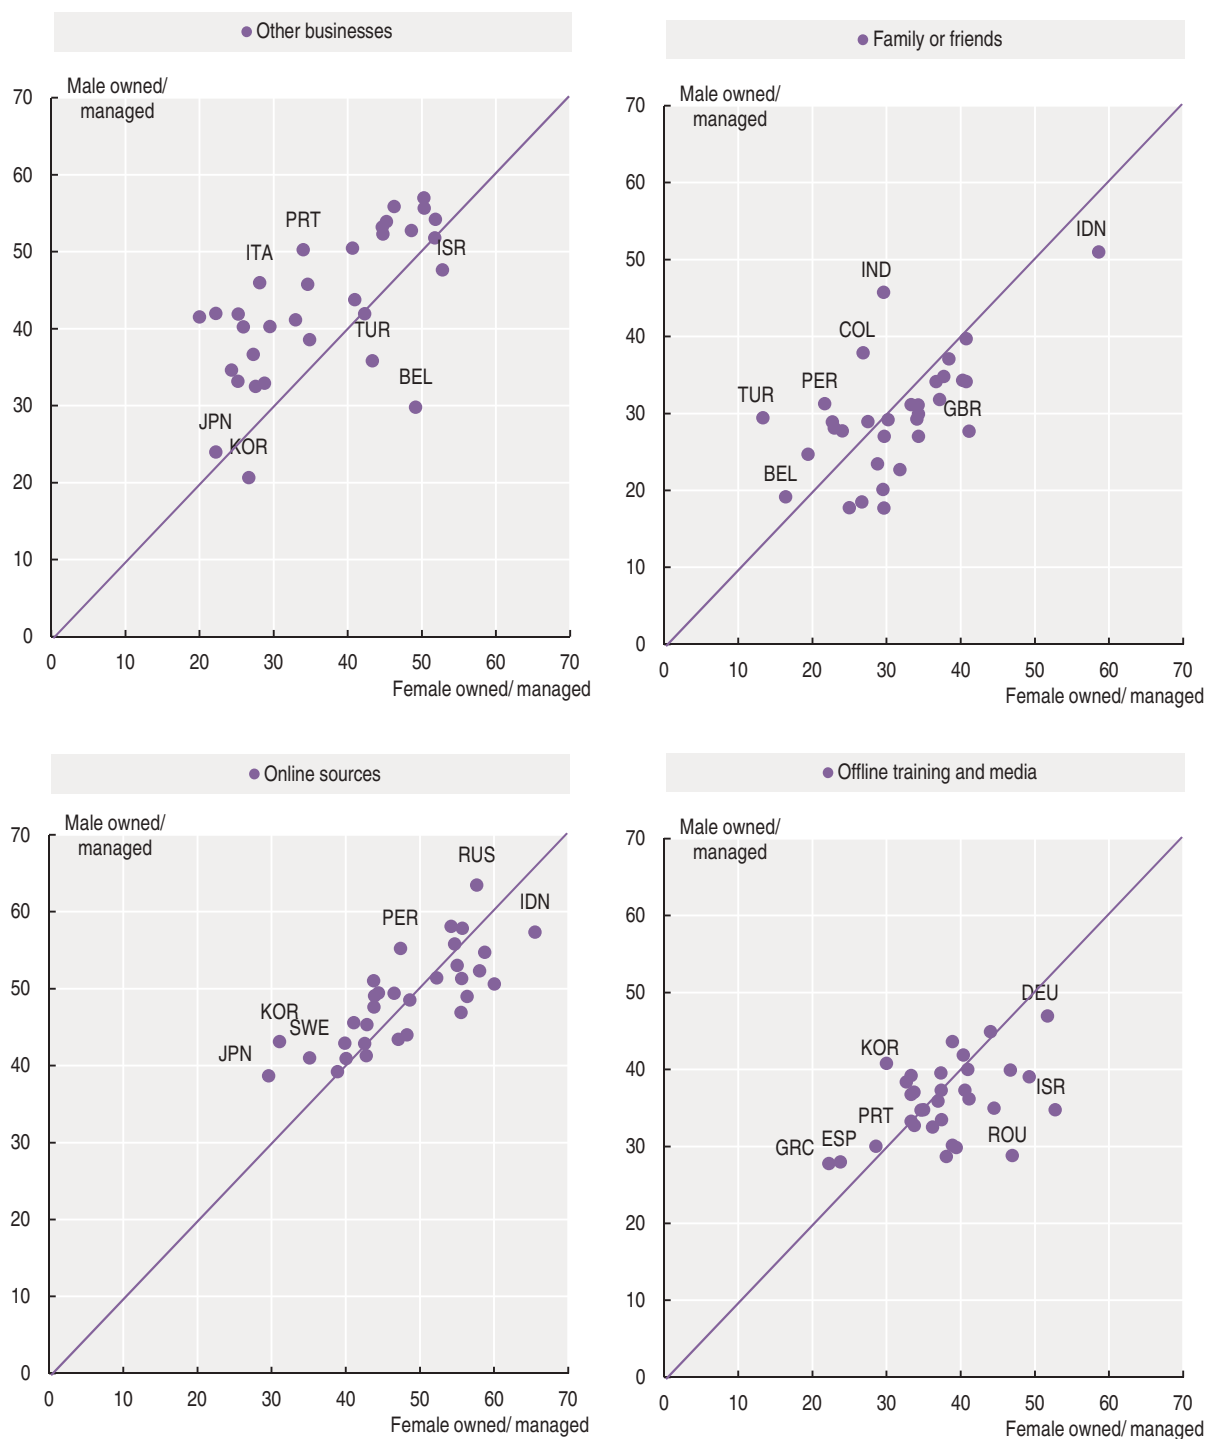 Other businesses
Male owned/
managed
70
60
50
40
30
20
10
0
PRT
ITA
ISR
TUR
BEL
JPN
KOR
0 10 20 30 40 50 60 70
Female owned/ managed
Family or friends
Male owned/
managed
70
60
50
40
30
20
10
0
IDN
IND
COL
PER
TUR
GBR
BEL
0 10 20 30 40 50 60 70
Female owned/ managed
Online sources
Male owned/
managed
70
60
50
40
30
20
10
0
RUS
IDN
PER
KOR
SWE
JPN
0 10 20 30 40 50 60 70
Female owned/ managed
Offline training and media
Male owned/
managed
70
60
50
40
30
20
10
0
DEU
KOR
ISR
PRT
ROU
GRC ESP
0 10 20 30 40 50 60 70
Female owned/ managed